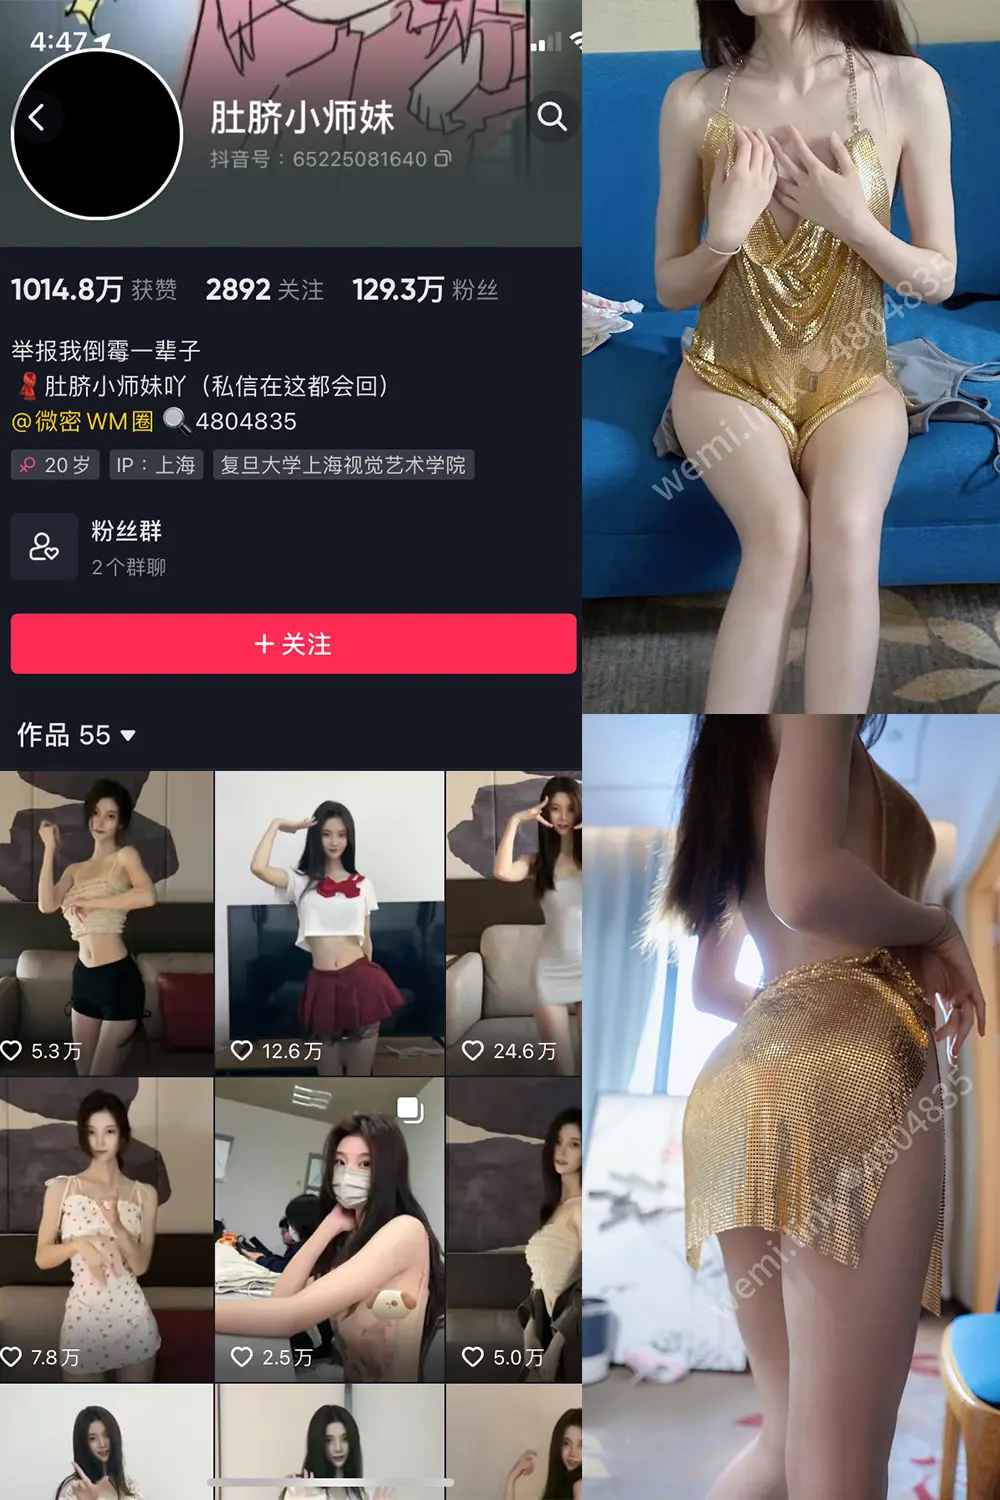 4:47
肚脐小师妹
抖音号：65225081640
1014.8万 获赞 2892 关注 129.3万 粉丝
举报我倒霉一辈子
肚脐小师妹吖（私信在这都会回）
@微密WM圈 🔍4804835
♀ 20岁 IP：上海 复旦大学上海视觉艺术学院
粉丝群
2个群聊
+ 关注
作品 55
5.3万 12.6万 24.6万
7.8万 2.5万 5.0万
wemi.link 4804835
wemi.link 4804835